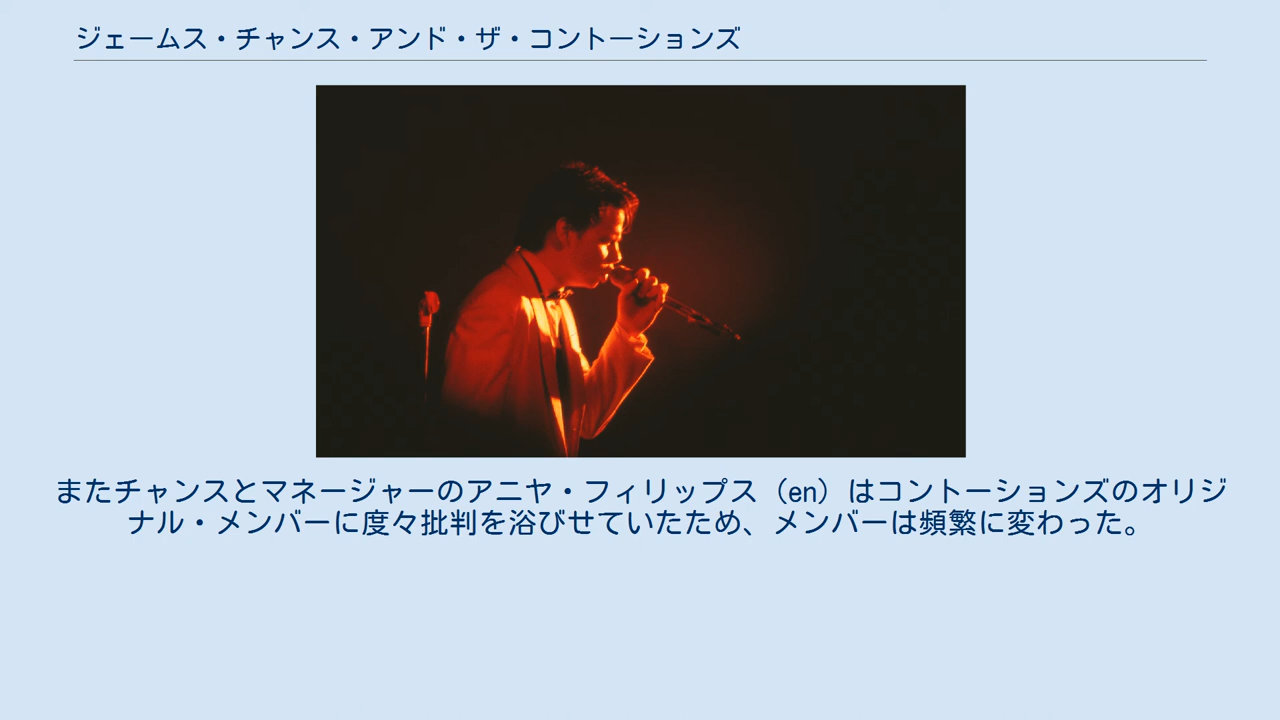 ジェームス・チャンス・アンド・ザ・コントーションズ
またチャンスとマネージャーのアニヤ・フィリップス（en）はコントーションズのオリジ
ナル・メンバーに度々批判を浴びせていたため、メンバーは頻繁に変わった。